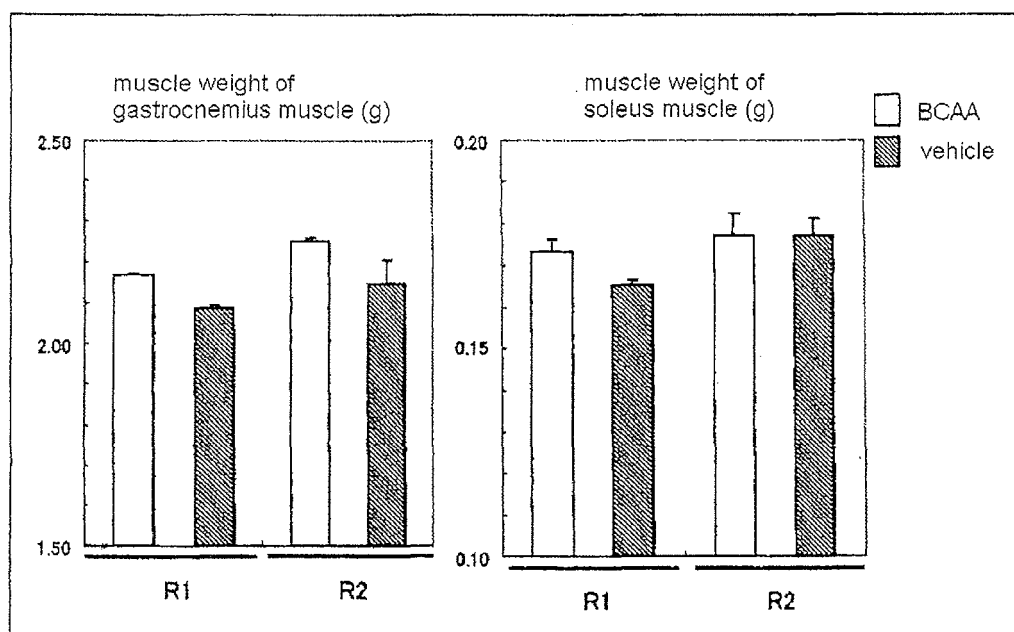 muscle weight of
gastrocnemius muscle (g)
2.50
2.00
1.50
R1
R2
muscle weight of
soleus muscle (g)
0.20
0.15
0.10
R1
R2
BCAA
vehicle